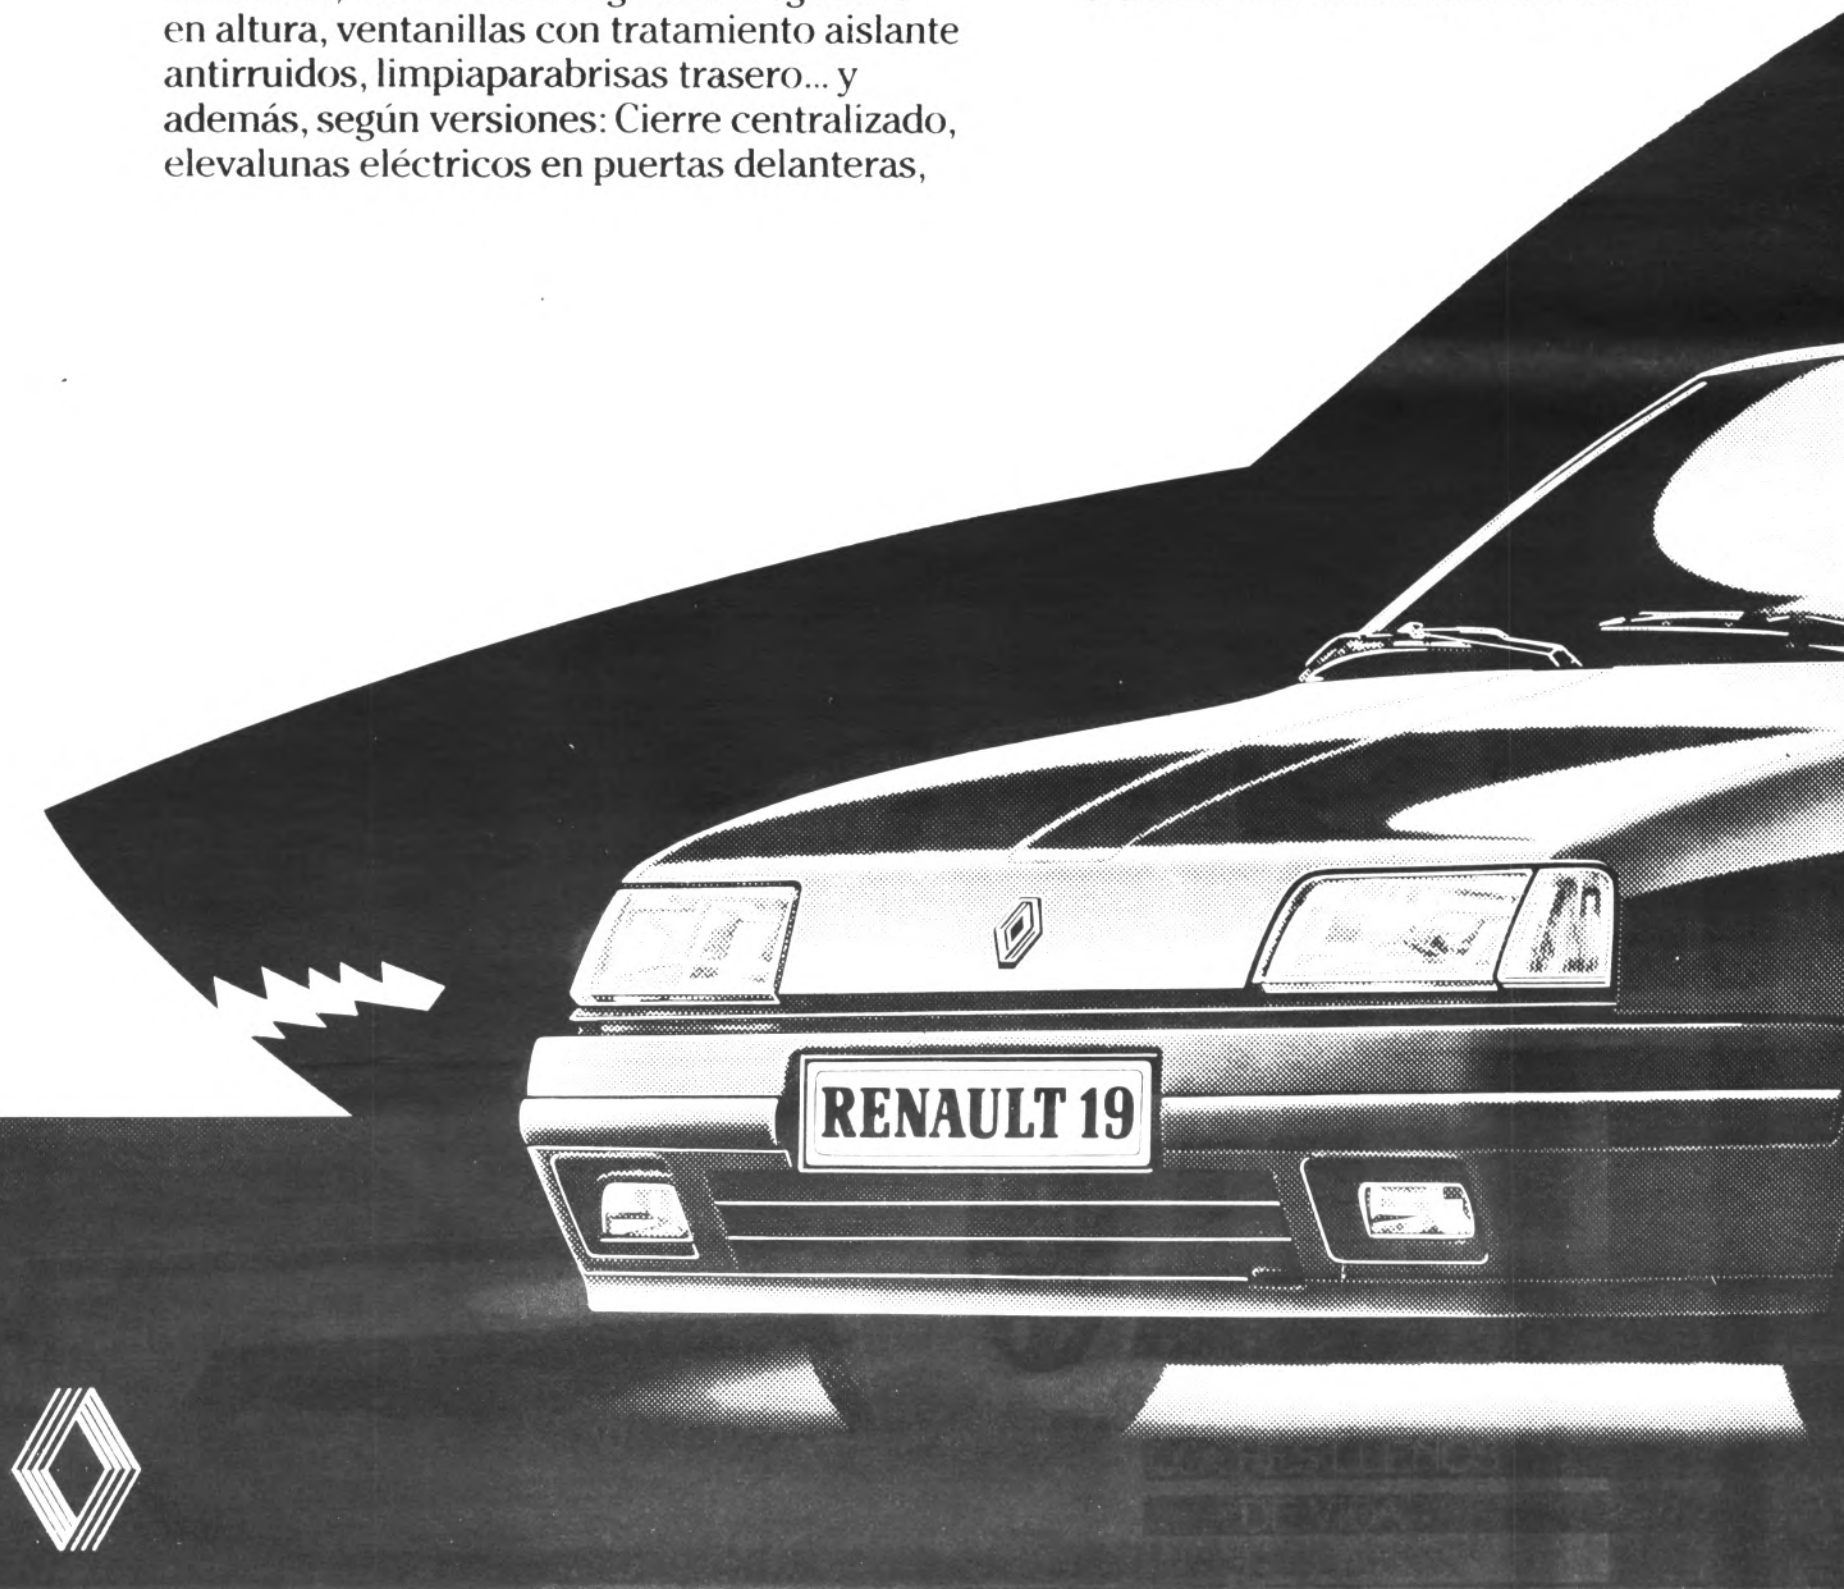 en altura, ventanillas con tratamiento aislante
antirruidos, limpiaparabrisas trasero... y
además, según versiones: Cierre centralizado,
elevalunas eléctricos en puertas delanteras,
RENAULT 19